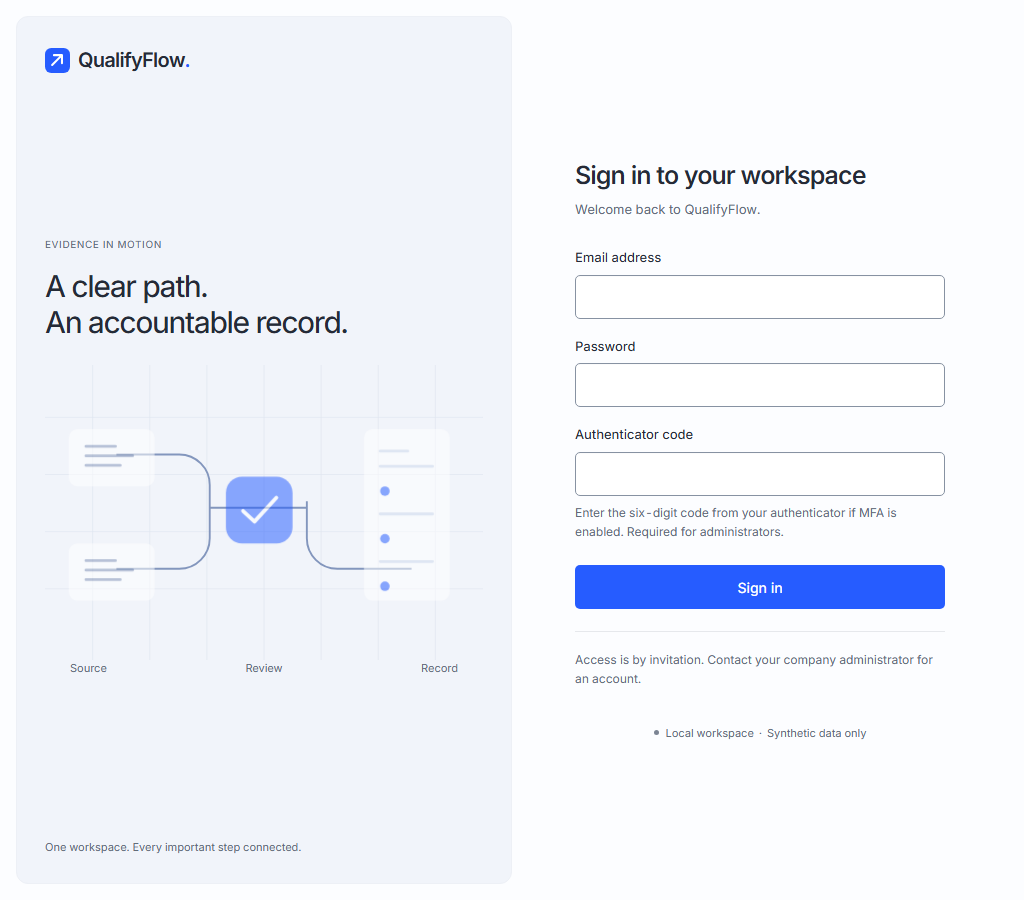 QualifyFlow.
EVIDENCE IN MOTION
A clear path.
An accountable record.
Source
Review
Record
One workspace. Every important step connected.
Sign in to your workspace
Welcome back to QualifyFlow.
Email address
Password
Authenticator code
Enter the six-digit code from your authenticator if MFA is
enabled. Required for administrators.
Sign in
Access is by invitation. Contact your company administrator for
an account.
Local workspace · Synthetic data only